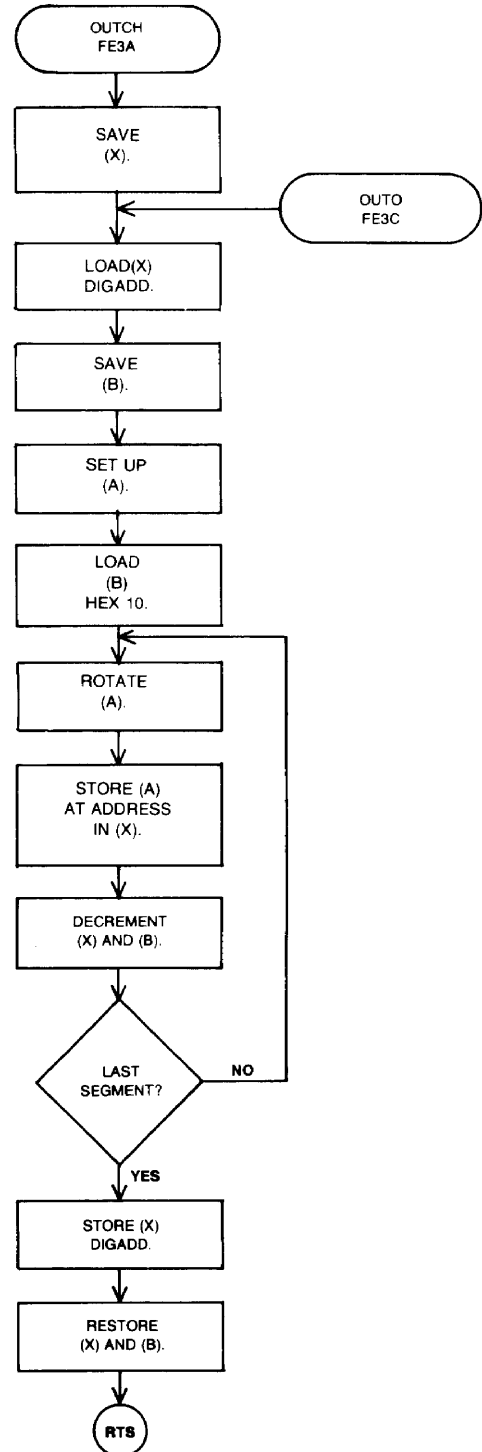 OUTCH
FE3A
SAVE
(X).
OUTO
FE3C
LOAD(X)
DIGADD.
SAVE
(B).
SET UP
(A).
LOAD
(B)
HEX 10.
ROTATE
(A).
STORE (A)
AT ADDRESS
IN (X).
DECREMENT
(X) AND (B).
LAST
SEGMENT?
NO
YES
STORE (X)
DIGADD.
RESTORE
(X) AND (B).
RTS